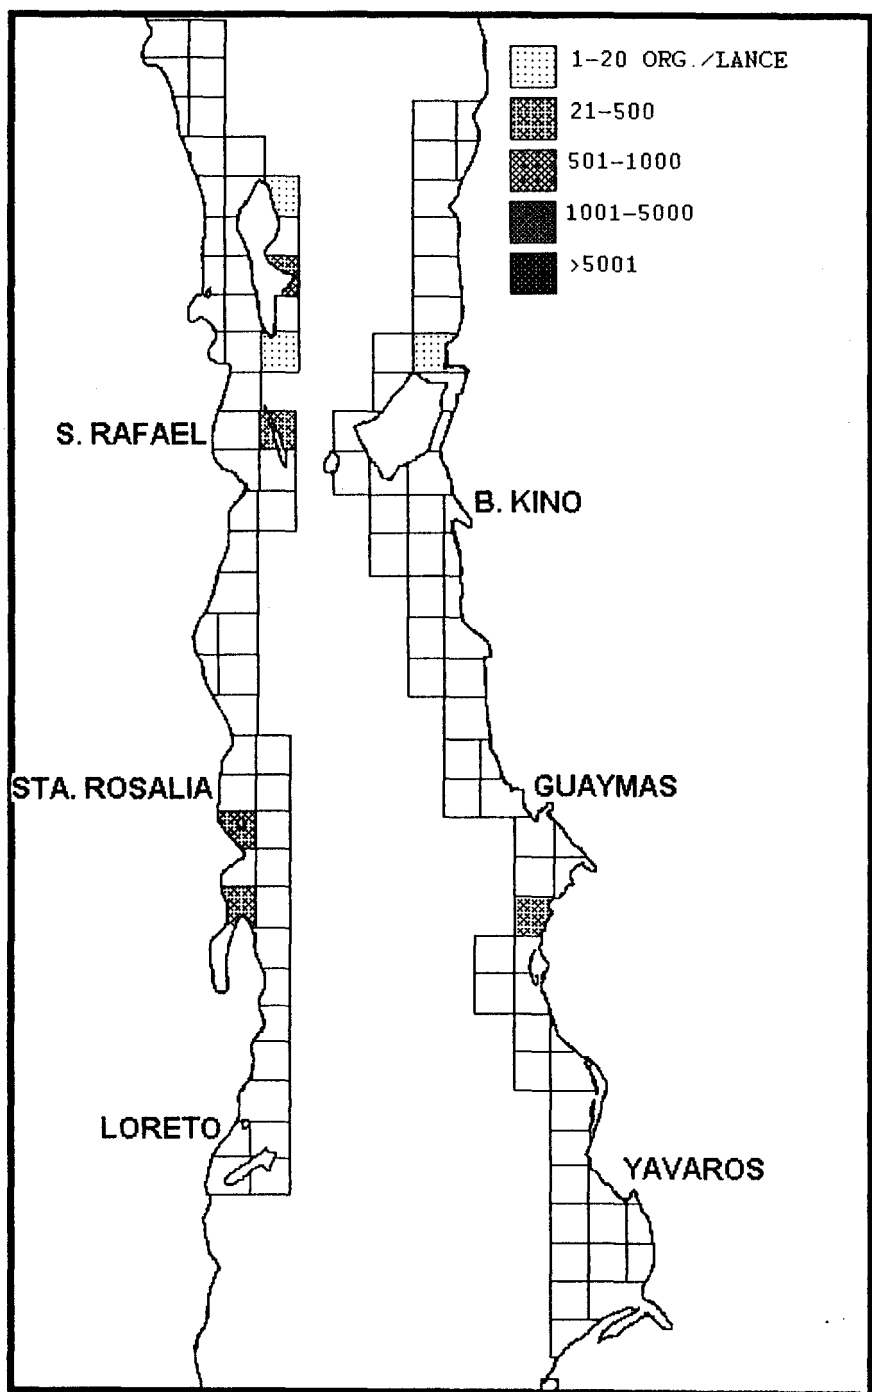 1-20 ORG./LANCE
21-500
501-1000
1001-5000
>5001
S. RAFAEL
B. KINO
STA. ROSALIA
GUAYMAS
LORETO
YAVAROS